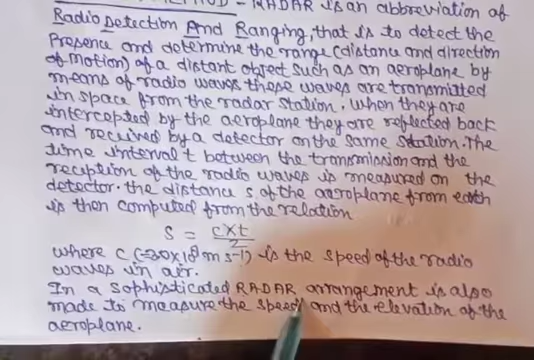 METHOD - RADAR is an abbreviation of
Radio Detection And Ranging, that is to detect the
Presence and determine the range (distance and direction
of motion) of a distant object such as an aeroplane by
means of radio waves these waves are transmitted
in space from the radar station. when they are
intercepted by the aeroplane they are reflected back
and received by a detector on the same station. The
time interval t between the transmission and the
reception of the radio waves is measured on the
detector. the distance s of the aeroplane from earth
is then computed from the relation
S = c×t/2
where c (=30×10⁸ m s-1) is the speed of the radio
waves in air.
In a sophisticated RADAR arrangement is also
made to measure the speed and the elevation of the
aeroplane.